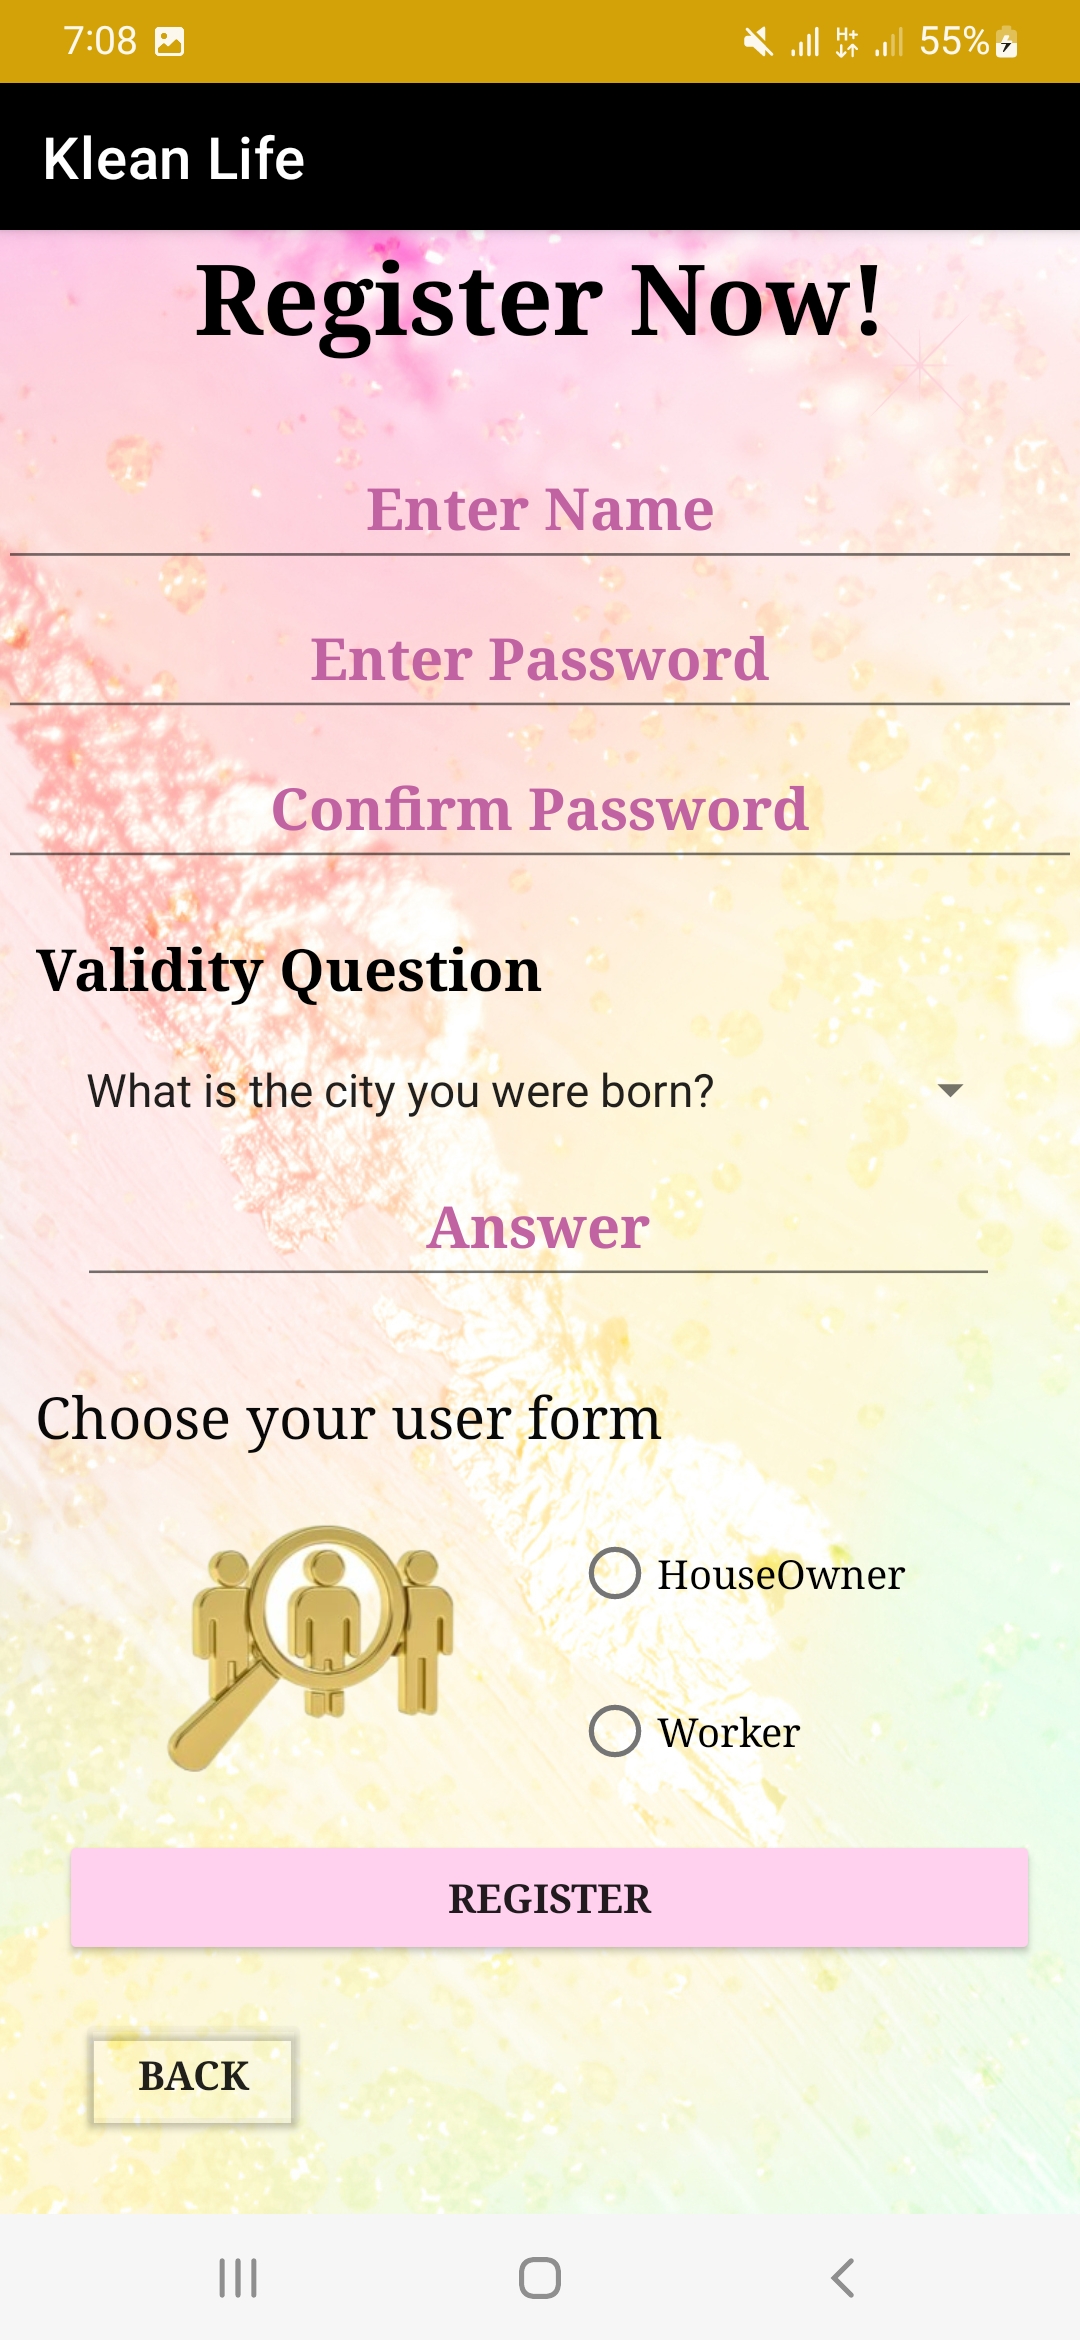 7:08 H+ 55%
Klean Life
Register Now!
Enter Name
Enter Password
Confirm Password
Validity Question
What is the city you were born?
Answer
Choose your user form
HouseOwner
Worker
REGISTER
BACK